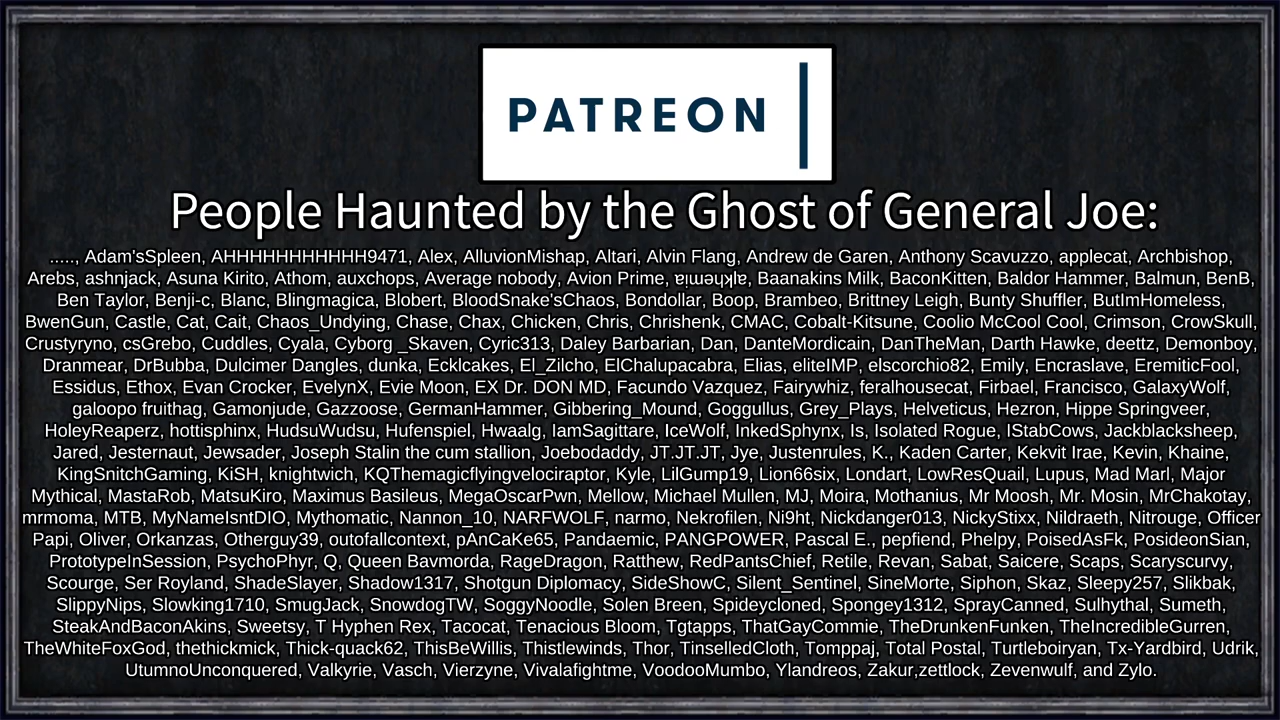 PATREON
People Haunted by the Ghost of General Joe:
....., Adam'sSpleen, AHHHHHHHHHHHH9471, Alex, AlluvionMishap, Altari, Alvin Flang, Andrew de Garen, Anthony Scavuzzo, applecat, Archbishop,
Arebs, ashnjack, Asuna Kirito, Athom, auxchops, Average nobody, Avion Prime, ɐᴉɯǝuʞlɐ, Baanakins Milk, BaconKitten, Baldor Hammer, Balmun, BenB,
Ben Taylor, Benji-c, Blanc, Blingmagica, Blobert, BloodSnake'sChaos, Bondollar, Boop, Brambeo, Brittney Leigh, Bunty Shuffler, ButImHomeless,
BwenGun, Castle, Cat, Cait, Chaos_Undying, Chase, Chax, Chicken, Chris, Chrishenk, CMAC, Cobalt-Kitsune, Coolio McCool Cool, Crimson, CrowSkull,
Crustyryno, csGrebo, Cuddles, Cyala, Cyborg _Skaven, Cyric313, Daley Barbarian, Dan, DanteMordicain, DanTheMan, Darth Hawke, deettz, Demonboy,
Dranmear, DrBubba, Dulcimer Dangles, dunka, Ecklcakes, El_Zilcho, ElChalupacabra, Elias, eliteIMP, elscorchio82, Emily, Encraslave, EremiticFool,
Essidus, Ethox, Evan Crocker, EvelynX, Evie Moon, EX Dr. DON MD, Facundo Vazquez, Fairywhiz, feralhousecat, Firbael, Francisco, GalaxyWolf,
galoopo fruithag, Gamonjude, Gazzoose, GermanHammer, Gibbering_Mound, Goggullus, Grey_Plays, Helveticus, Hezron, Hippe Springveer,
HoleyReaperz, hottisphinx, HudsuWudsu, Hufenspiel, Hwaalg, IamSagittare, IceWolf, InkedSphynx, Is, Isolated Rogue, IStabCows, Jackblacksheep,
Jared, Jesternaut, Jewsader, Joseph Stalin the cum stallion, Joebodaddy, JT.JT.JT, Jye, Justenrules, K., Kaden Carter, Kekvit Irae, Kevin, Khaine,
KingSnitchGaming, KiSH, knightwich, KQThemagicflyingvelociraptor, Kyle, LilGump19, Lion66six, Londart, LowResQuail, Lupus, Mad Marl, Major
Mythical, MastaRob, MatsuKiro, Maximus Basileus, MegaOscarPwn, Mellow, Michael Mullen, MJ, Moira, Mothanius, Mr Moosh, Mr. Mosin, MrChakotay,
mrmoma, MTB, MyNameIsntDIO, Mythomatic, Nannon_10, NARFWOLF, narmo, Nekrofilen, Ni9ht, Nickdanger013, NickyStixx, Nildraeth, Nitrouge, Officer
Papi, Oliver, Orkanzas, Otherguy39, outofallcontext, pAnCaKe65, Pandaemic, PANGPOWER, Pascal E., pepfiend, Phelpy, PoisedAsFk, PosideonSian,
PrototypeInSession, PsychoPhyr, Q, Queen Bavmorda, RageDragon, Ratthew, RedPantsChief, Retile, Revan, Sabat, Saicere, Scaps, Scaryscurvy,
Scourge, Ser Royland, ShadeSlayer, Shadow1317, Shotgun Diplomacy, SideShowC, Silent_Sentinel, SineMorte, Siphon, Skaz, Sleepy257, Slikbak,
SlippyNips, Slowking1710, SmugJack, SnowdogTW, SoggyNoodle, Solen Breen, Spideycloned, Spongey1312, SprayCanned, Sulhythal, Sumeth,
SteakAndBaconAkins, Sweetsy, T Hyphen Rex, Tacocat, Tenacious Bloom, Tgtapps, ThatGayCommie, TheDrunkenFunken, TheIncredibleGurren,
TheWhiteFoxGod, thethickmick, Thick-quack62, ThisBeWillis, Thistlewinds, Thor, TinselledCloth, Tomppaj, Total Postal, Turtleboiryan, Tx-Yardbird, Udrik,
UtumnoUnconquered, Valkyrie, Vasch, Vierzyne, Vivalafightme, VoodooMumbo, Ylandreos, Zakur,zettlock, Zevenwulf, and Zylo.